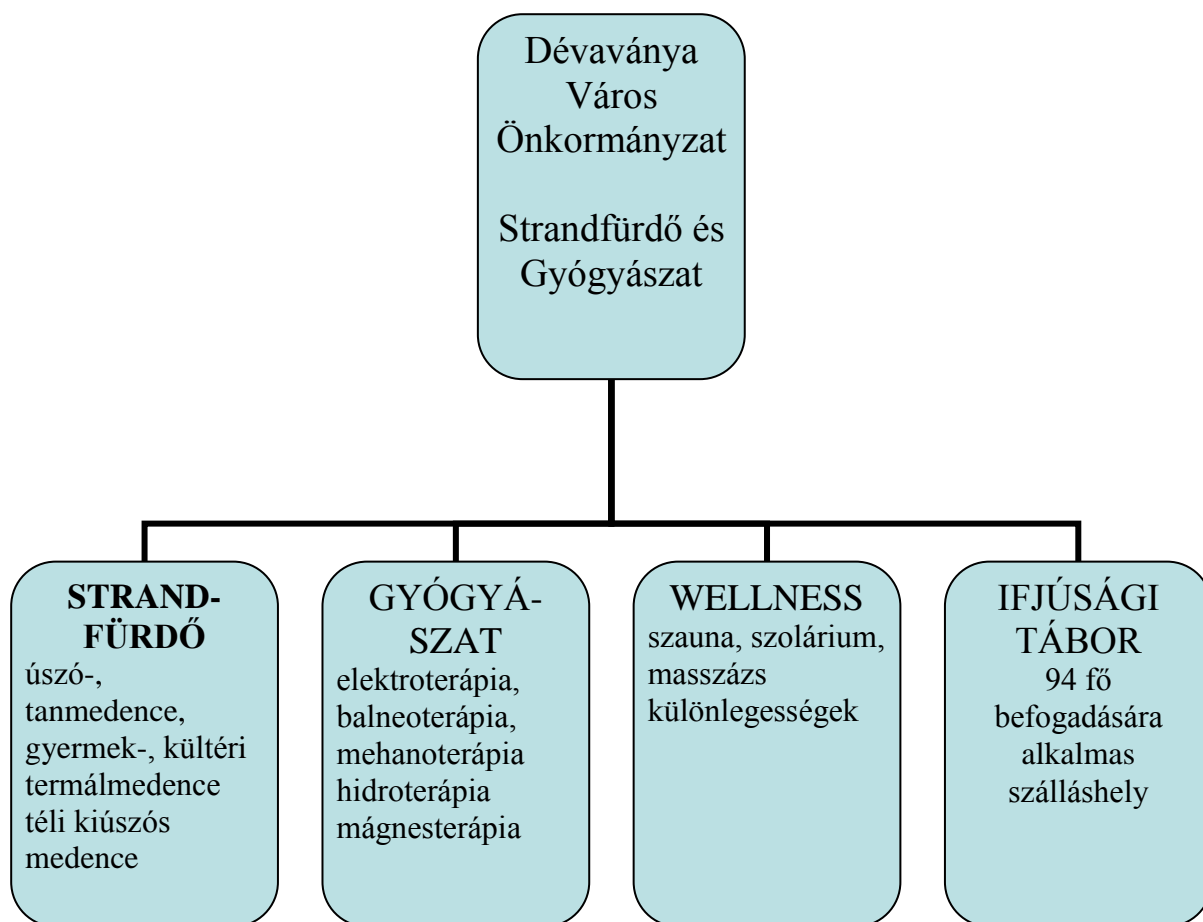 Dévaványa
Város
Önkormányzat
Strandfürdő és
Gyógyászat
STRAND-
FÜRDŐ
úszó-,
tanmedence,
gyermek-, kültéri
termálmedence
téli kiúszós
medence
GYÓGYÁ-
SZAT
elektroterápia,
balneoterápia,
mehanoterápia
hidroterápia
mágnesterápia
WELLNESS
szauna, szolárium,
masszázs
különlegességek
IFJÚSÁGI
TÁBOR
94 fő
befogadására
alkalmas
szálláshely